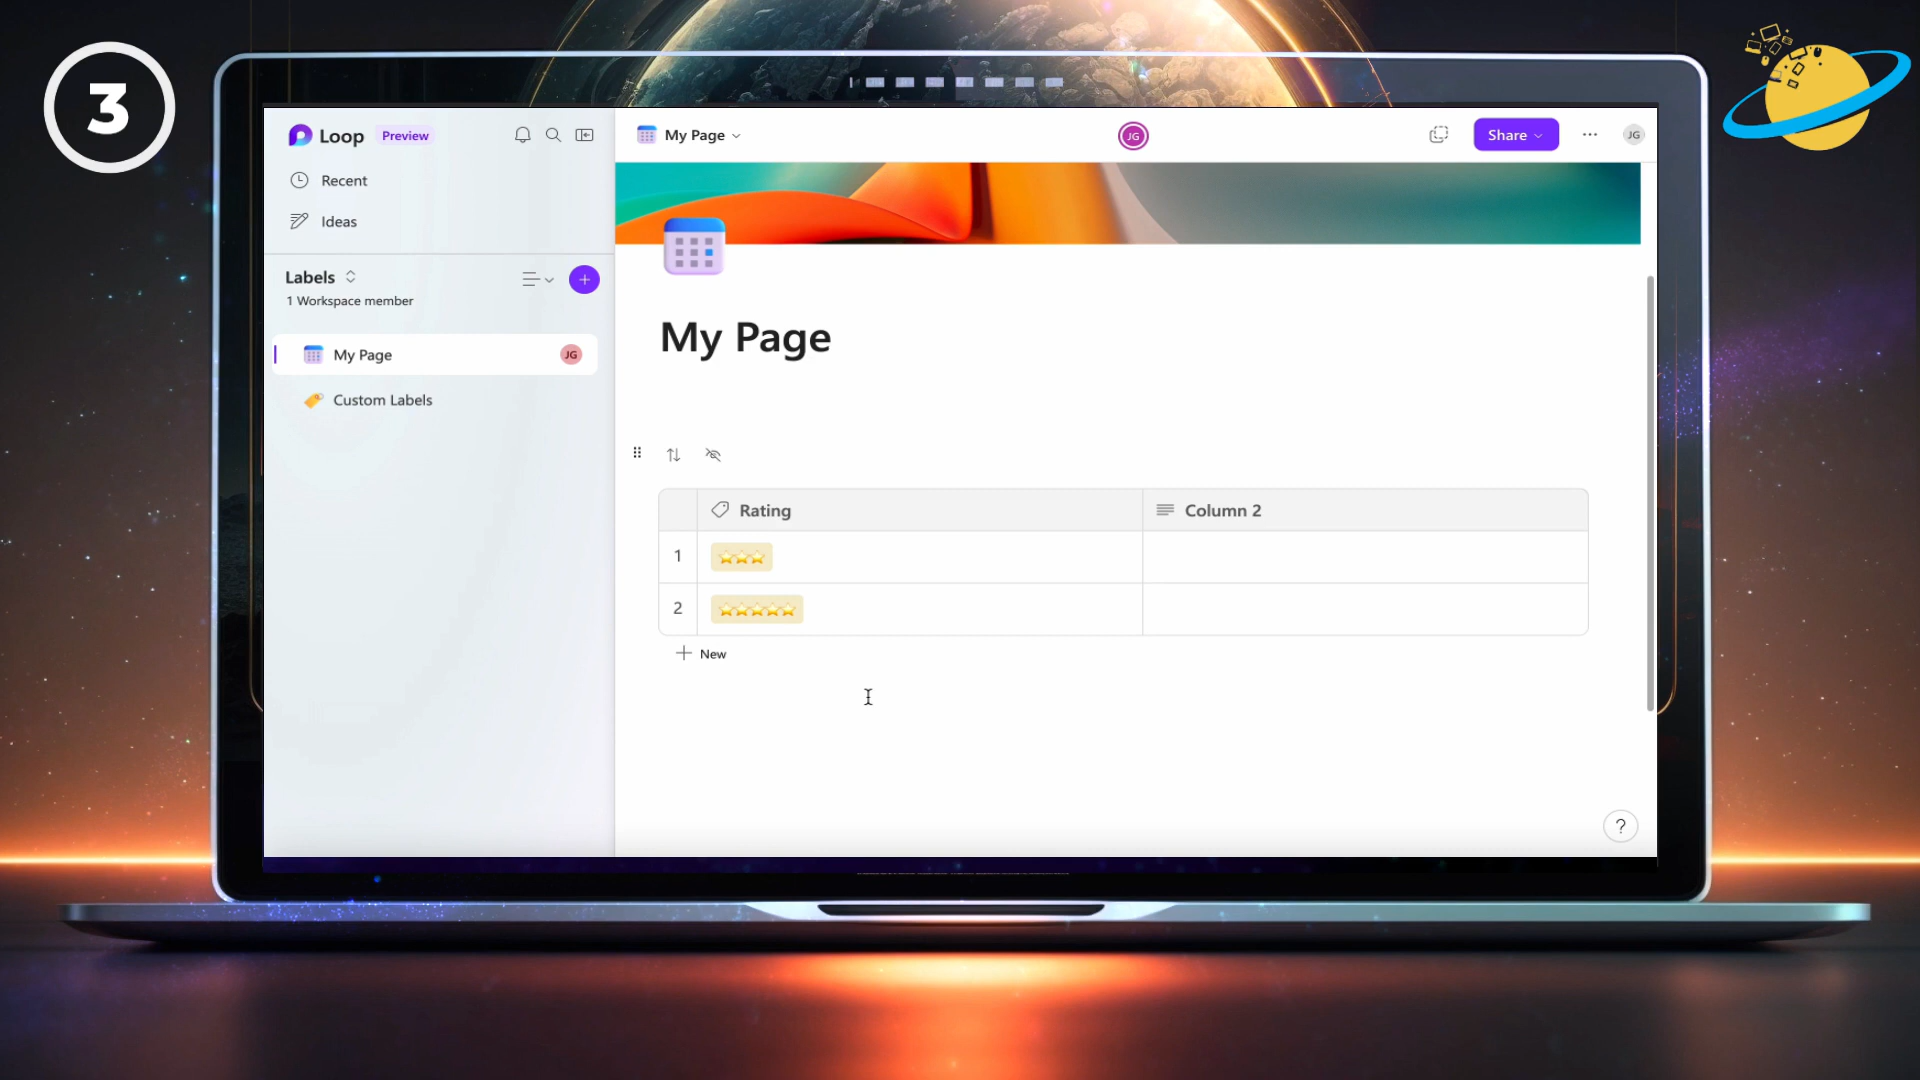 3
Loop Preview
Recent
Ideas
Labels
1 Workspace member
My Page JG
Custom Labels
My Page JG Share JG
My Page
Rating Column 2
1
2
New
?